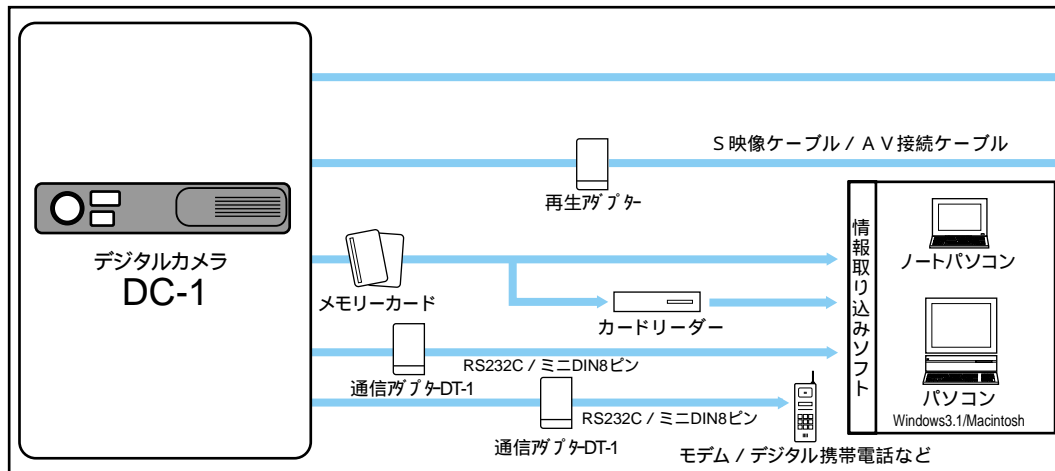 S映像ケーブル / AV接続ケーブル
再生アダプター
デジタルカメラ
DC-1
メモリーカード
カードリーダー
情報取り込みソフト
ノートパソコン
パソコン
Windows3.1/Macintosh
RS232C / ミニDIN8ピン
通信アダプターDT-1
RS232C / ミニDIN8ピン
通信アダプターDT-1
モデム / デジタル携帯電話など